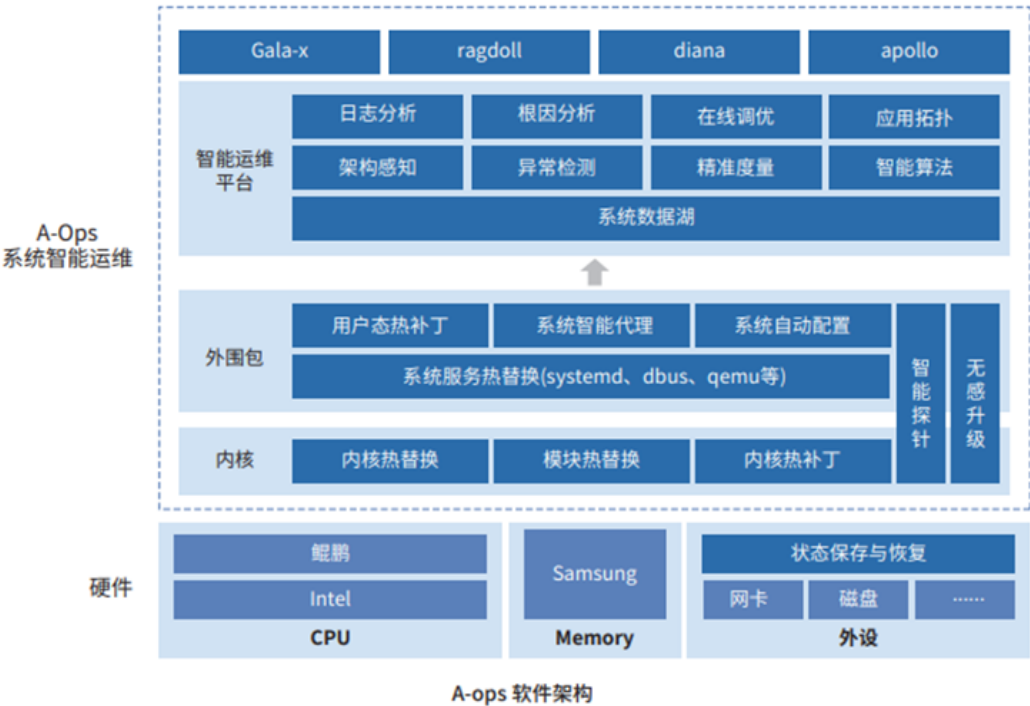 Gala-x
ragdoll
diana
apollo
日志分析
根因分析
在线调优
应用拓扑
智能运维
平台
架构感知
异常检测
精准度量
智能算法
系统数据湖
A-Ops
系统智能运维
外围包
用户态热补丁
系统智能代理
系统自动配置
系统服务热替换(systemd、dbus、qemu等)
智能探针
无感升级
内核
内核热替换
模块热替换
内核热补丁
硬件
鲲鹏
Intel
CPU
Samsung
Memory
状态保存与恢复
网卡
磁盘
······
外设
A-ops 软件架构